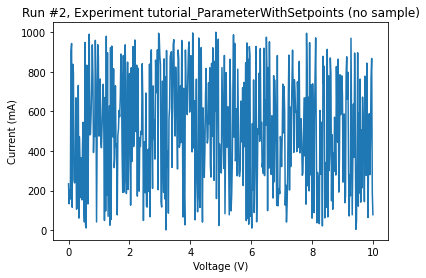 Run #2, Experiment tutorial_ParameterWithSetpoints (no sample)
1000
800
600
400
200
0
Current (mA)
0 2 4 6 8 10
Voltage (V)